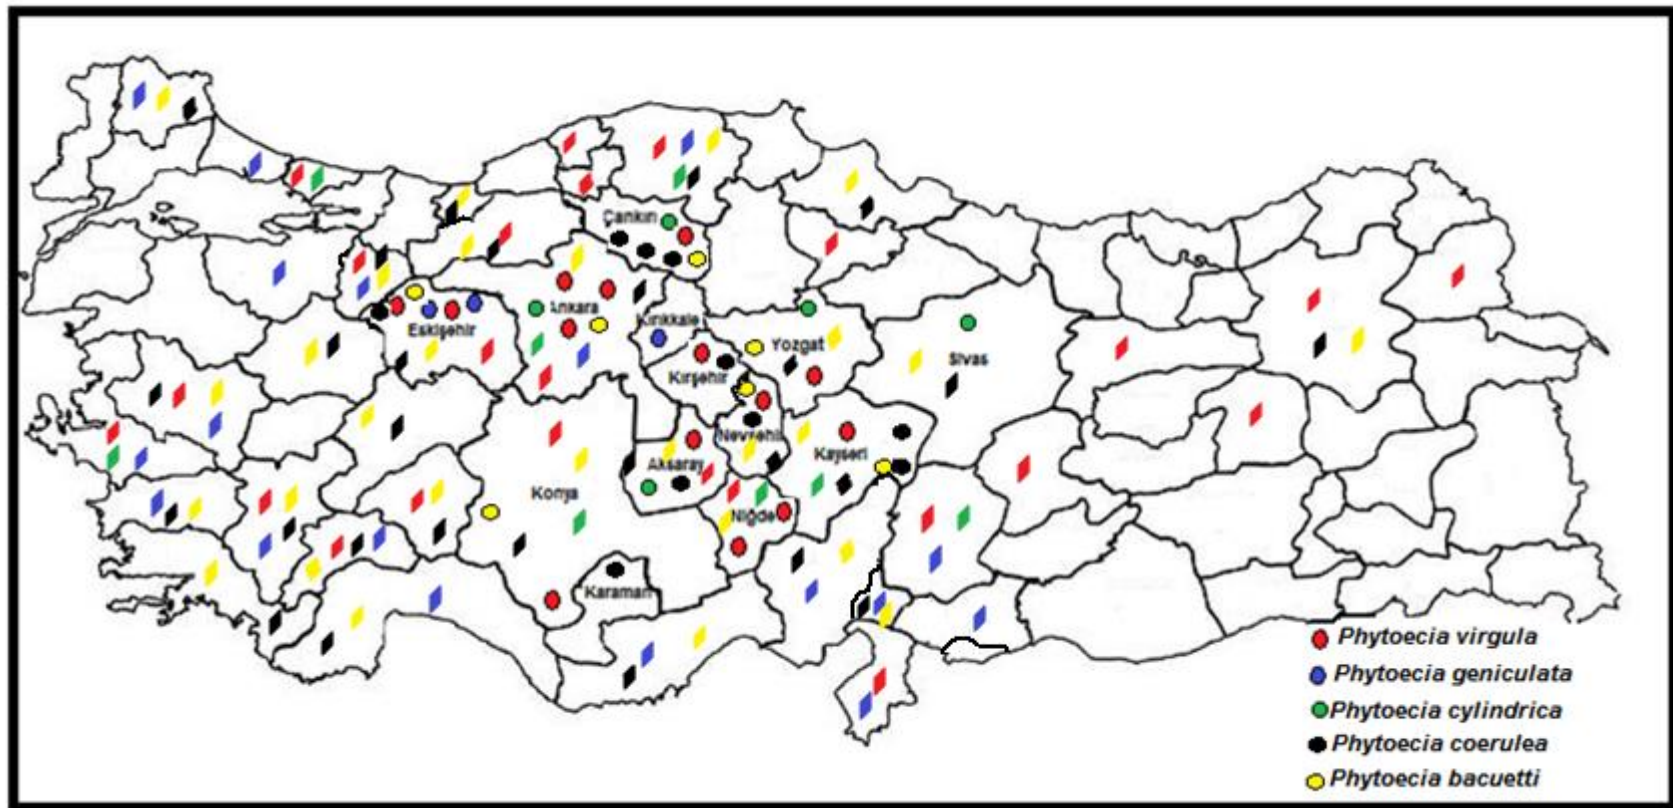 Çankırı
Ankara
Eskişehir
Kırıkkale
Yozgat
Sivas
Kırşehir
Nevşehir
Kayseri
Aksaray
Konya
Niğde
Karaman
Phytoecia virgula
Phytoecia geniculata
Phytoecia cylindrica
Phytoecia coerulea
Phytoecia bacuetti